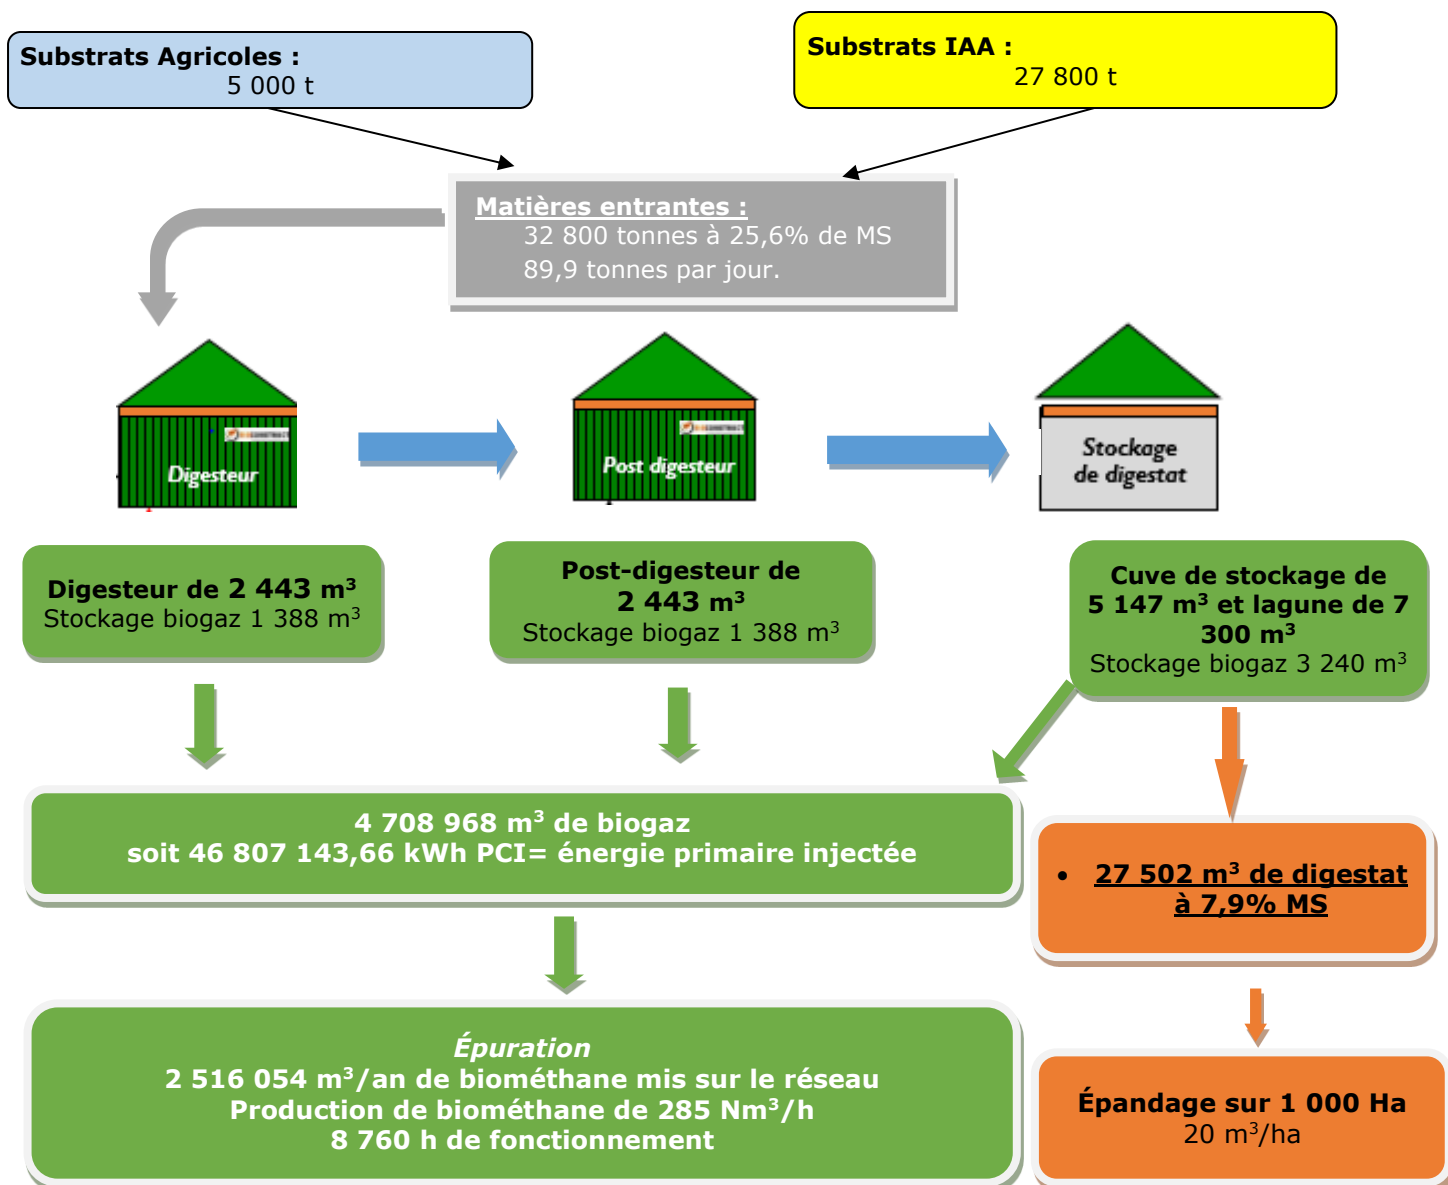 Substrats Agricoles :
5 000 t
Substrats IAA :
27 800 t
Matières entrantes :
32 800 tonnes à 25,6% de MS
89,9 tonnes par jour.
Digesteur
Post digesteur
Stockage
de digestat
Digesteur de 2 443 m³
Stockage biogaz 1 388 m³
Post-digesteur de
2 443 m³
Stockage biogaz 1 388 m³
Cuve de stockage de
5 147 m³ et lagune de 7
300 m³
Stockage biogaz 3 240 m³
4 708 968 m³ de biogaz
soit 46 807 143,66 kWh PCI= énergie primaire injectée
• 27 502 m³ de digestat
à 7,9% MS
Épuration
2 516 054 m³/an de biométhane mis sur le réseau
Production de biométhane de 285 Nm³/h
8 760 h de fonctionnement
Épandage sur 1 000 Ha
20 m³/ha